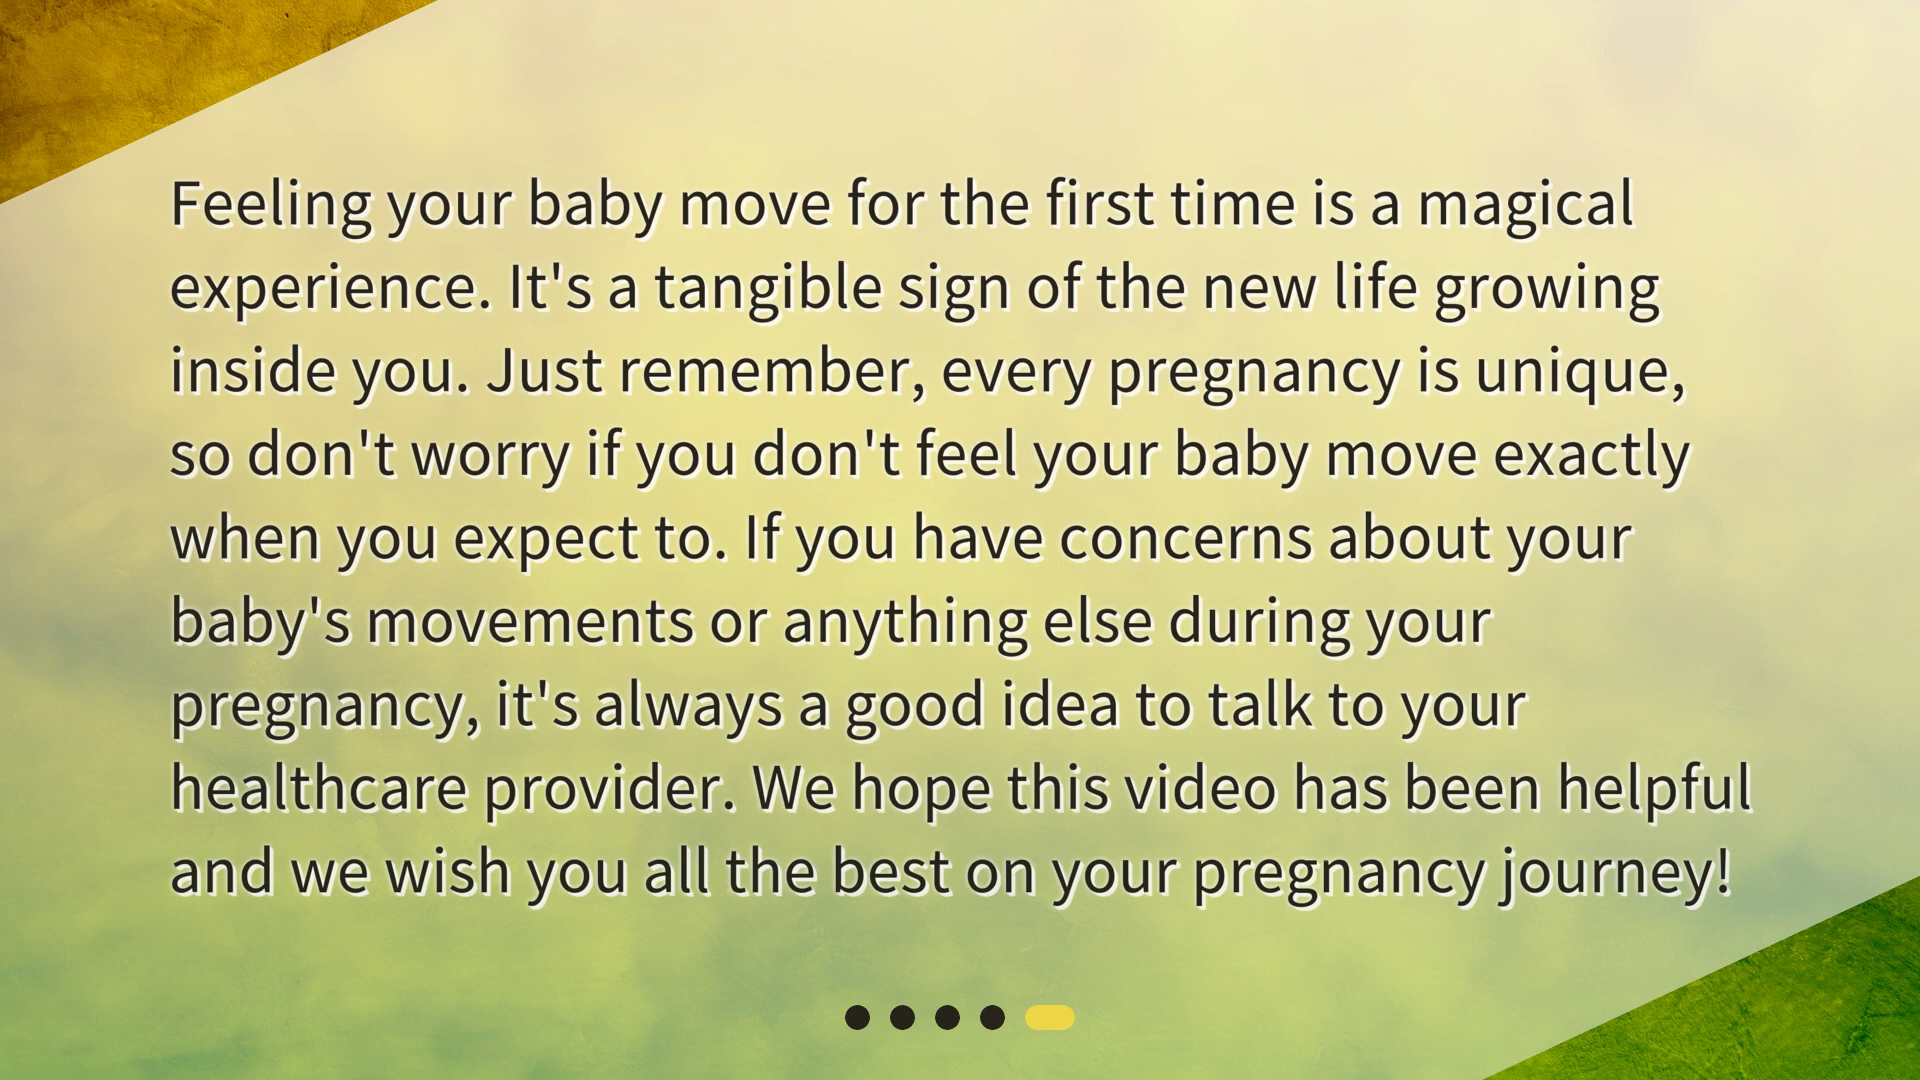 Feeling your baby move for the first time is a magical
experience. It's a tangible sign of the new life growing
inside you. Just remember, every pregnancy is unique,
so don't worry if you don't feel your baby move exactly
when you expect to. If you have concerns about your
baby's movements or anything else during your
pregnancy, it's always a good idea to talk to your
healthcare provider. We hope this video has been helpful
and we wish you all the best on your pregnancy journey!